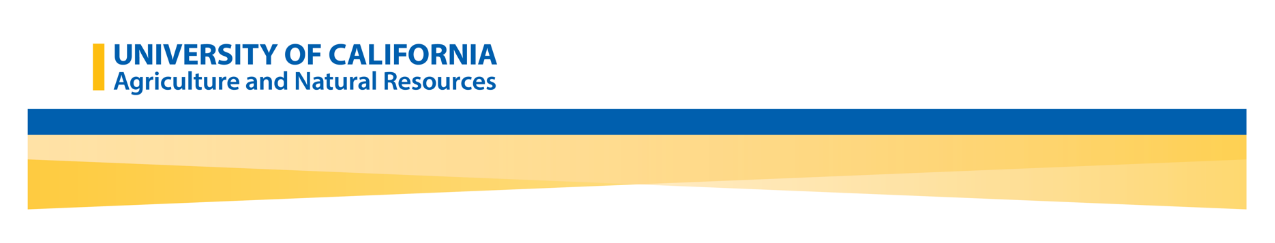 UNIVERSITY OF CALIFORNIA
Agriculture and Natural Resources